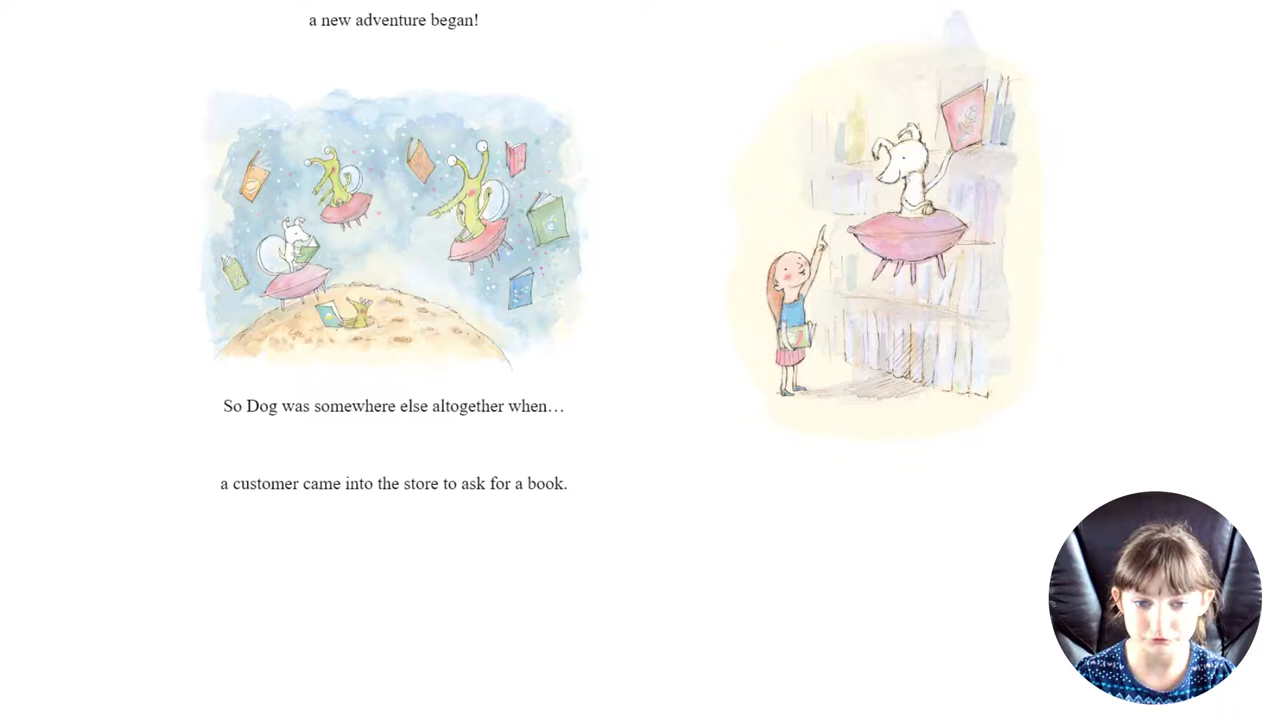 a new adventure began!
So Dog was somewhere else altogether when…
a customer came into the store to ask for a book.